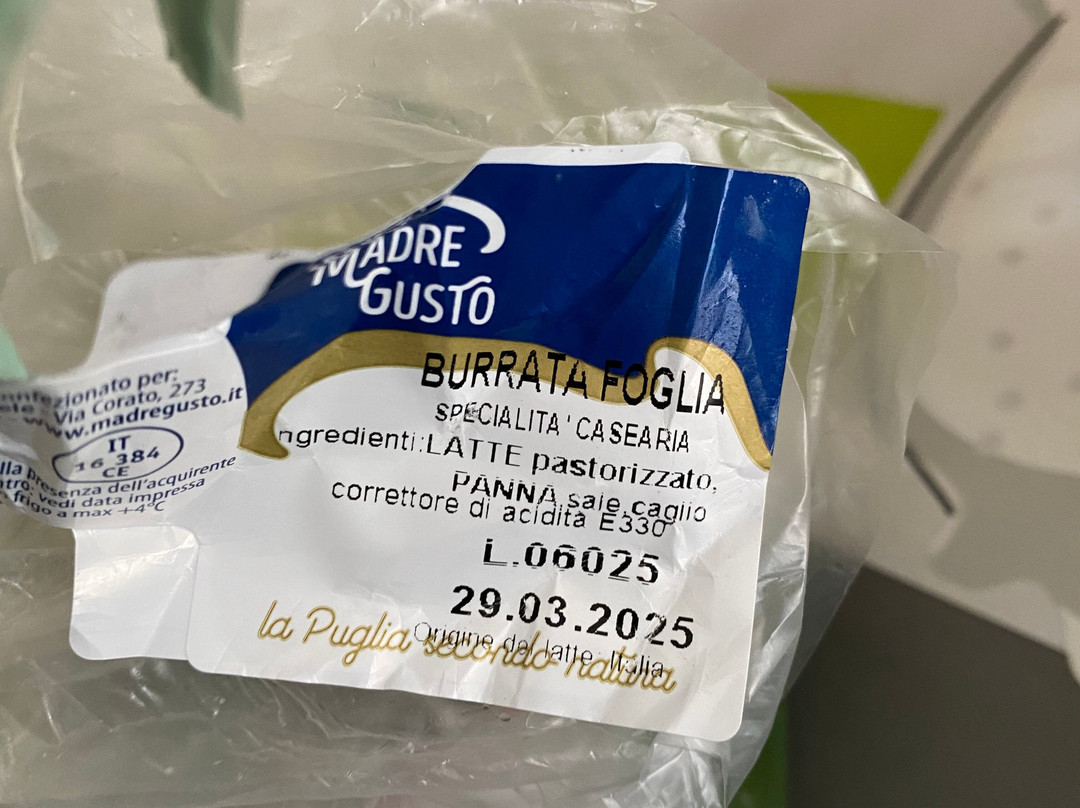 MADRE
GUSTO
BURRATA FOGLIA
SPECIALITA' CASEARIA
ngredienti:LATTE pastorizzato,
PANNA,sale,caglio
correttore di acidità E330
L.06025
29.03.2025
Origine del latte: Italia
la Puglia secondo natura
nfezionato per:
Via Corato, 273
www.madregusto.it
IT
16 384
CE
lla presenza dell'acquirente
ntro: vedi data impressa
frigo a max +4°C